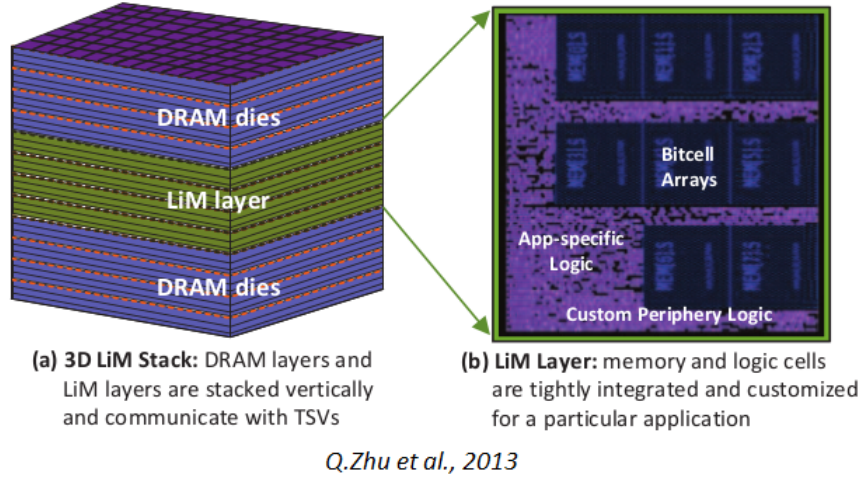 DRAM dies
LiM layer
DRAM dies
(a) 3D LiM Stack: DRAM layers and
LiM layers are stacked vertically
and communicate with TSVs
Bitcell
Arrays
App-specific
Logic
Custom Periphery Logic
(b) LiM Layer: memory and logic cells
are tightly integrated and customized
for a particular application
Q.Zhu et al., 2013